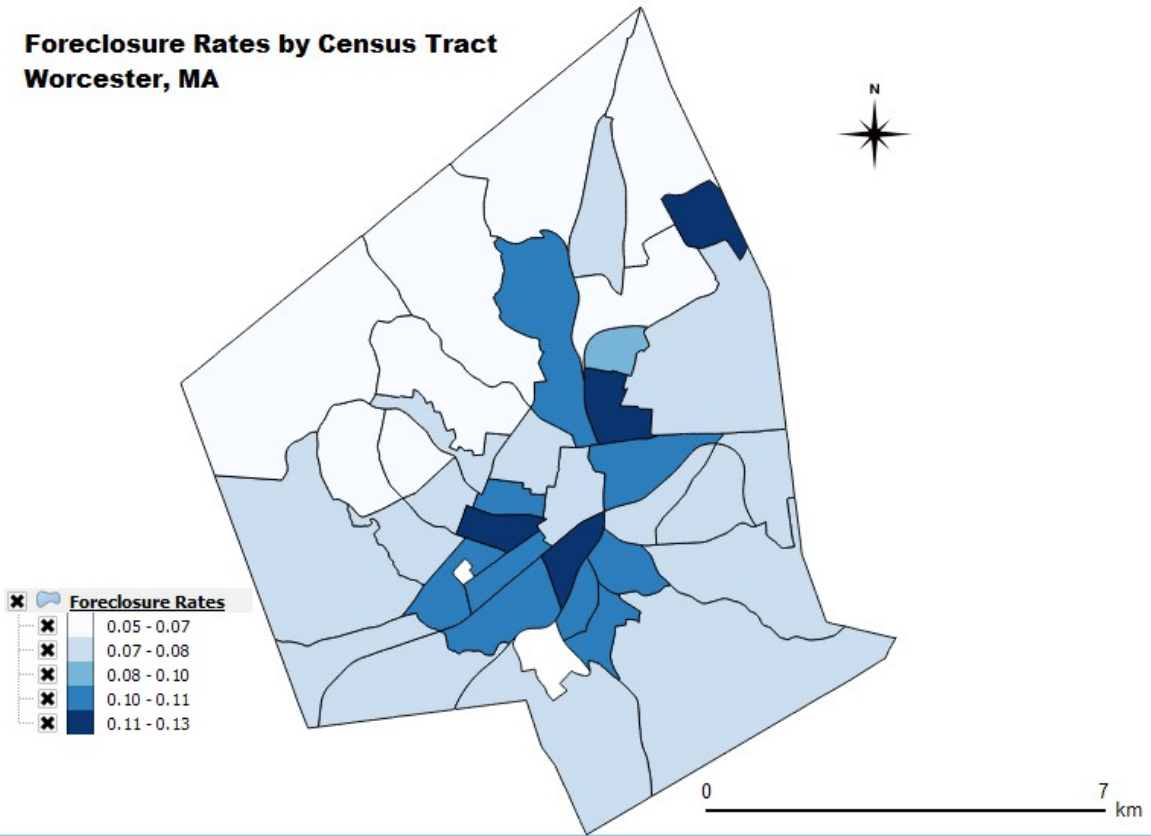 Foreclosure Rates by Census Tract
Worcester, MA
N
Foreclosure Rates
0.05 - 0.07
0.07 - 0.08
0.08 - 0.10
0.10 - 0.11
0.11 - 0.13
0 7
km